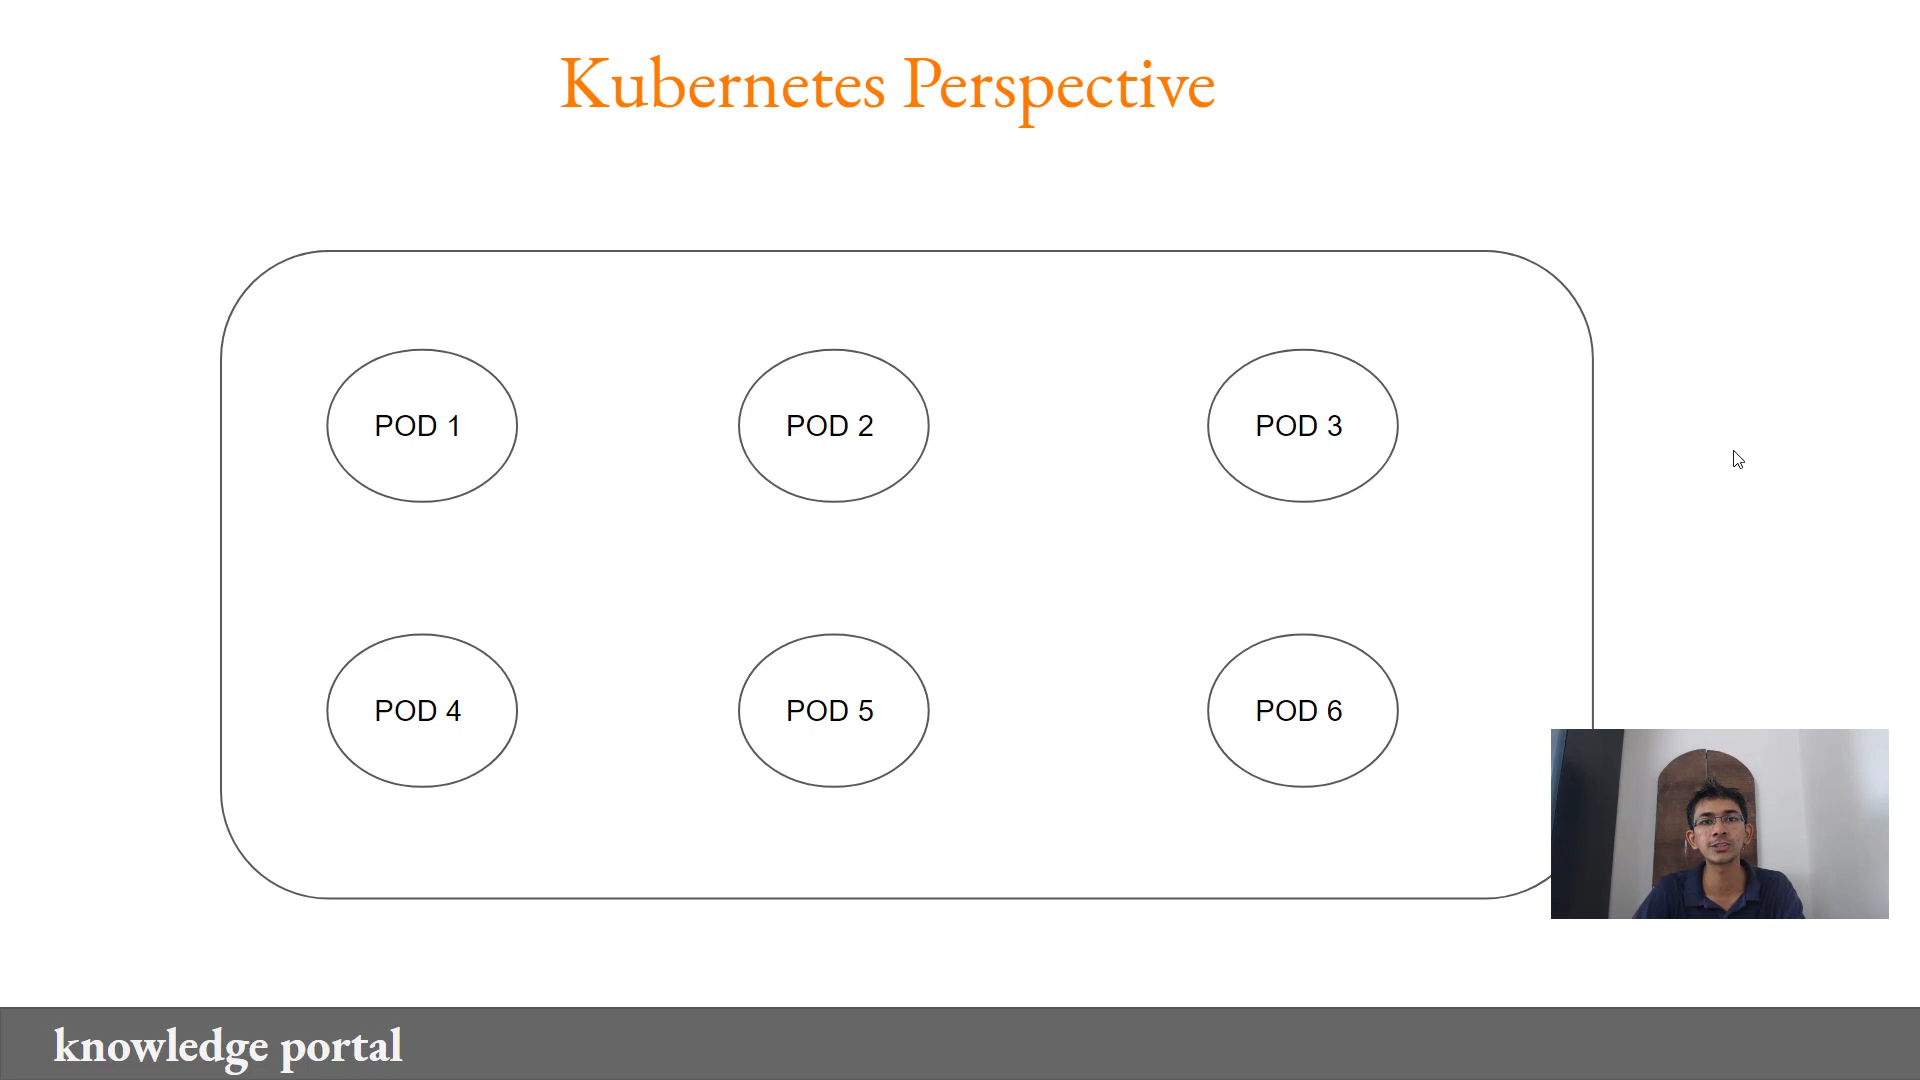 Kubernetes Perspective
POD 1
POD 2
POD 3
POD 4
POD 5
POD 6
knowledge portal